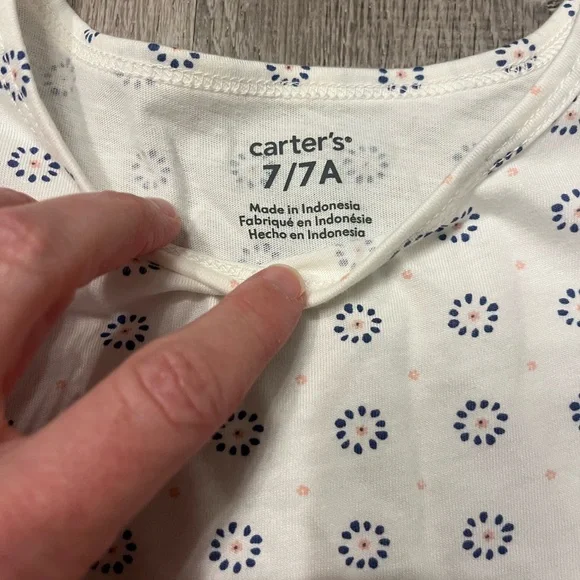 carter's®
7/7A
Made in Indonesia
Fabriqué en Indonésie
Hecho en Indonesia